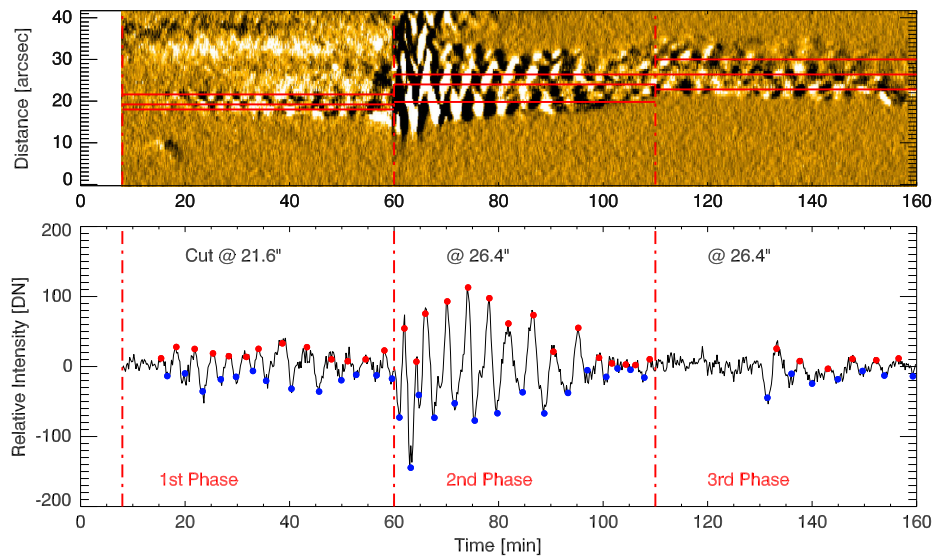 Distance [arcsec]
40
30
20
10
0
0 20 40 60 80 100 120 140 160
Relative Intensity [DN]
200
100
0
-100
-200
Cut @ 21.6" @ 26.4" @ 26.4"
1st Phase 2nd Phase 3rd Phase
0 20 40 60 80 100 120 140 160
Time [min]